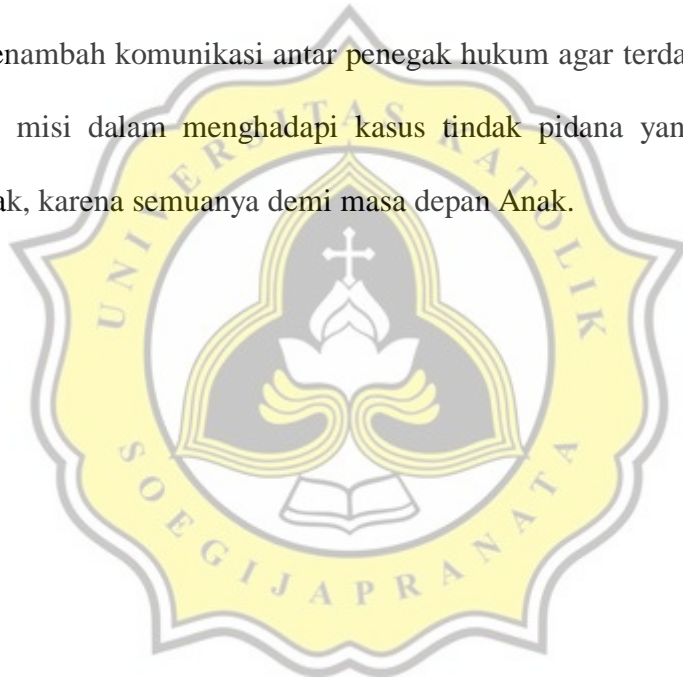 enambah komunikasi antar penegak hukum agar terda
misi dalam menghadapi kasus tindak pidana yan
ak, karena semuanya demi masa depan Anak.
UNIVERSITAS KATOLIK
SOEGIJAPRANATA